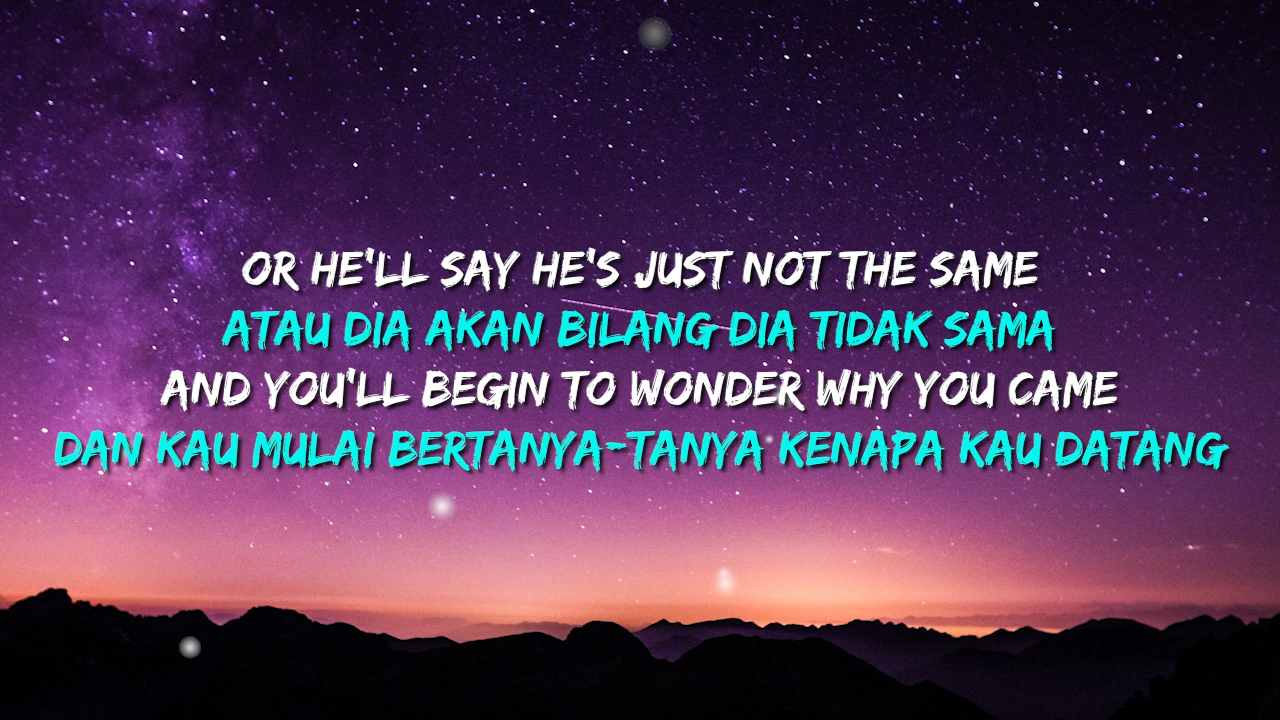 OR HE'LL SAY HE'S JUST NOT THE SAME
ATAU DIA AKAN BILANG DIA TIDAK SAMA
AND YOU'LL BEGIN TO WONDER WHY YOU CAME
DAN KAU MULAI BERTANYA-TANYA KENAPA KAU DATANG